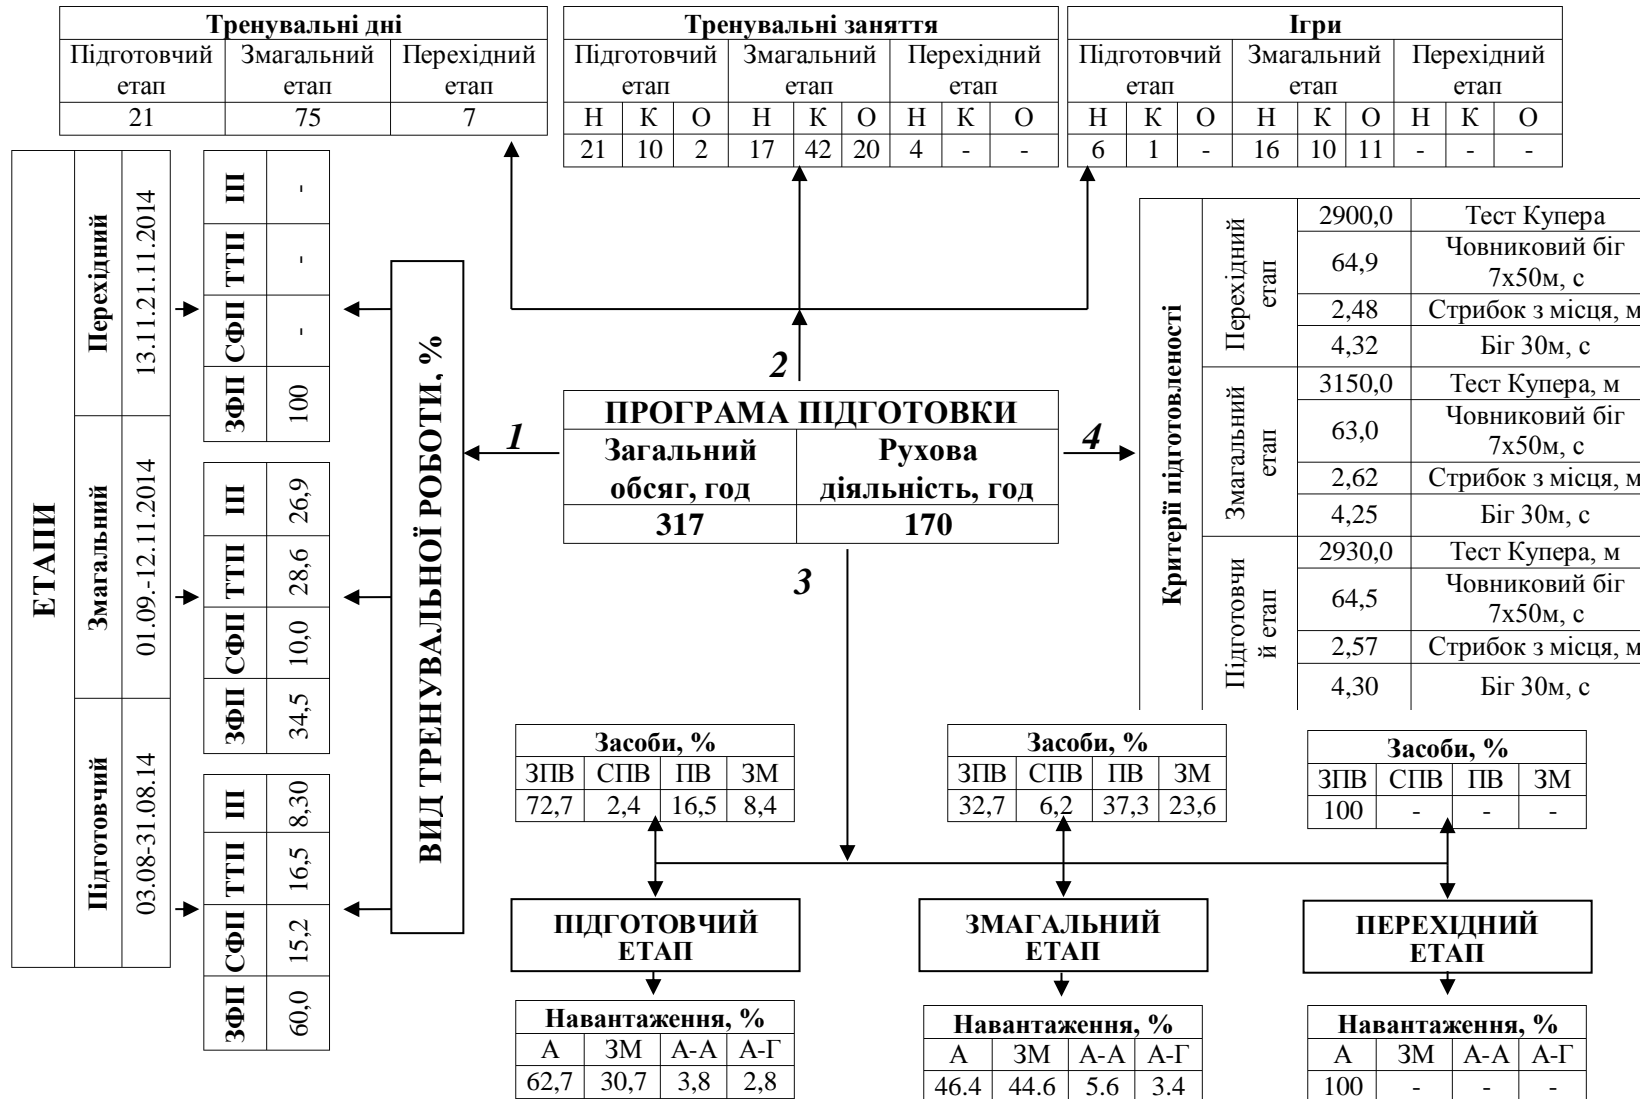 Тренувальні дні
Підготовчий етап Змагальний етап Перехідний етап
21 75 7
Тренувальні заняття
Підготовчий етап Змагальний етап Перехідний етап
Н К О Н К О Н К О
21 10 2 17 42 20 4 - -
Ігри
Підготовчий етап Змагальний етап Перехідний етап
Н К О Н К О Н К О
6 1 - 16 10 11 - - -
ЕТАПИ
Перехідний
13.11.21.11.2014
Змагальний
01.09.-12.11.2014
Підготовчий
03.08-31.08.14
ЗФП СФП ТТП ІП
100 - - -
ЗФП СФП ТТП ІП
34,5 10,0 28,6 26,9
ЗФП СФП ТТП ІП
60,0 15,2 16,5 8,30
ВИД ТРЕНУВАЛЬНОЇ РОБОТИ, %
1
2
3
4
ПРОГРАМА ПІДГОТОВКИ
Загальний обсяг, год
Рухова діяльність, год
317 170
Критерії підготовленості
Перехідний етап
2900,0 Тест Купера
64,9 Човниковий біг 7х50м, с
2,48 Стрибок з місця, м
4,32 Біг 30м, с
Змагальний етап
3150,0 Тест Купера, м
63,0 Човниковий біг 7х50м, с
2,62 Стрибок з місця, м
4,25 Біг 30м, с
Підготовчи
й етап
2930,0 Тест Купера, м
64,5 Човниковий біг 7х50м, с
2,57 Стрибок з місця, м
4,30 Біг 30м, с
Засоби, %
ЗПВ СПВ ПВ ЗМ
72,7 2,4 16,5 8,4
Засоби, %
ЗПВ СПВ ПВ ЗМ
32,7 6,2 37,3 23,6
Засоби, %
ЗПВ СПВ ПВ ЗМ
100 - - -
ПІДГОТОВЧИЙ
ЕТАП
ЗМАГАЛЬНИЙ
ЕТАП
ПЕРЕХІДНИЙ
ЕТАП
Навантаження, %
А ЗМ А-А А-Г
62,7 30,7 3,8 2,8
Навантаження, %
А ЗМ А-А А-Г
46.4 44.6 5.6 3.4
Навантаження, %
А ЗМ А-А А-Г
100 - - -